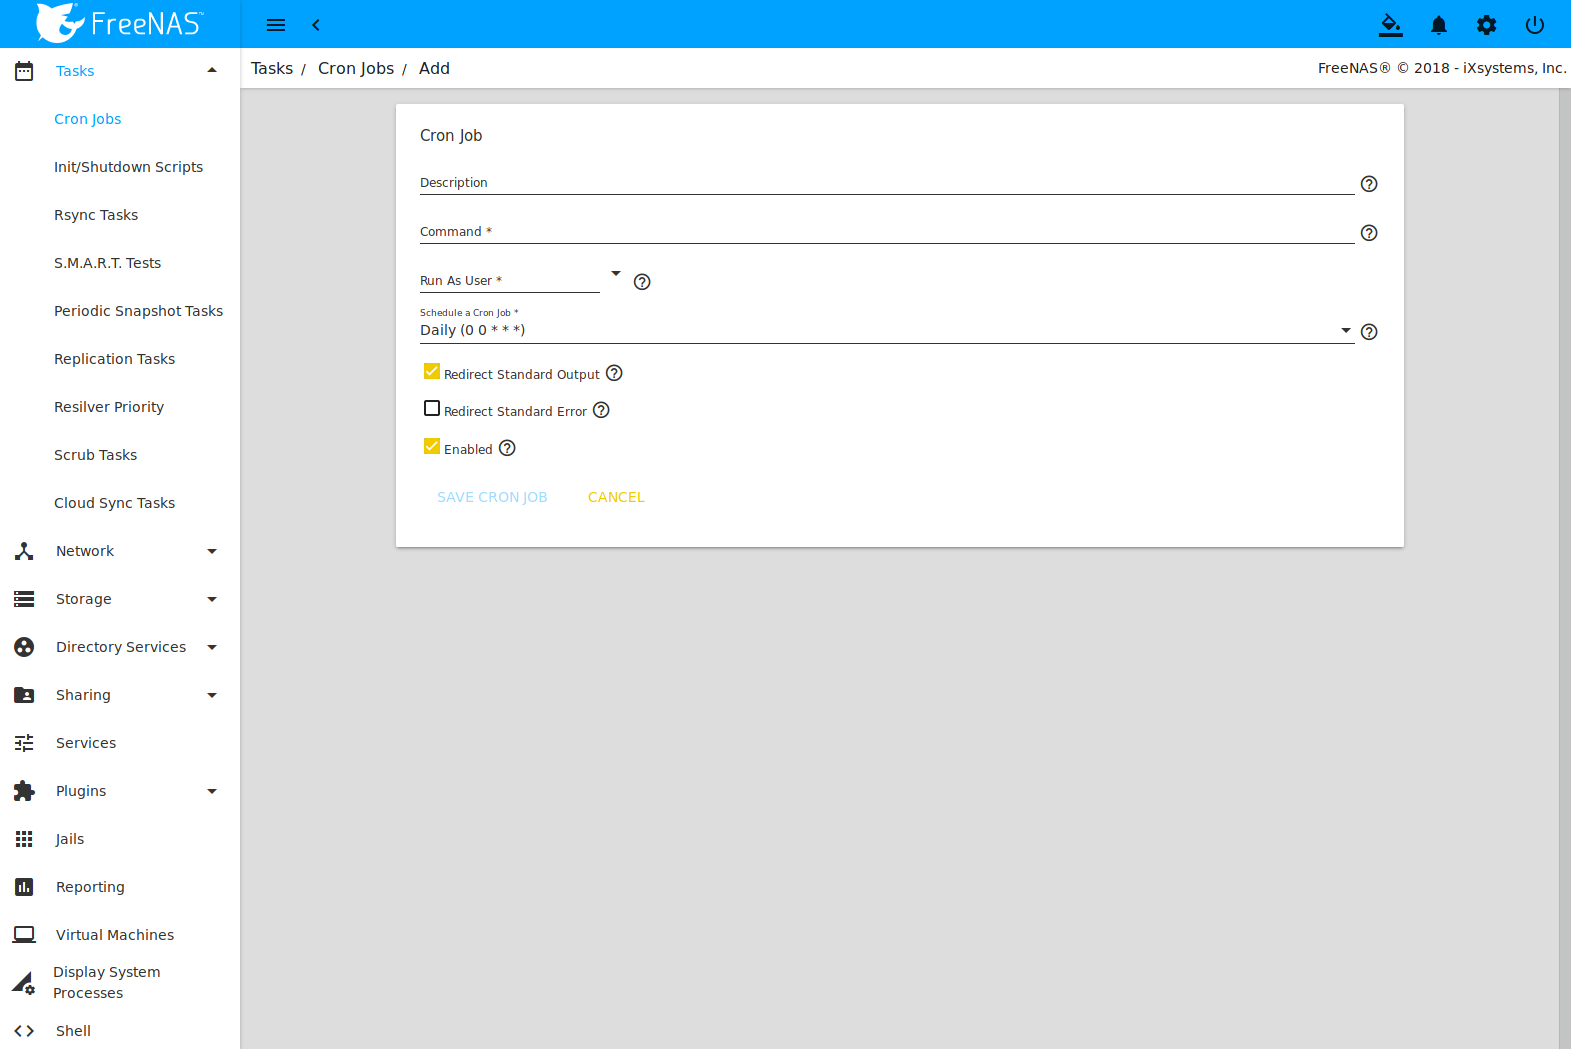 FreeNAS™
Tasks
Cron Jobs
Init/Shutdown Scripts
Rsync Tasks
S.M.A.R.T. Tests
Periodic Snapshot Tasks
Replication Tasks
Resilver Priority
Scrub Tasks
Cloud Sync Tasks
Network
Storage
Directory Services
Sharing
Services
Plugins
Jails
Reporting
Virtual Machines
Display System
Processes
Shell
Tasks / Cron Jobs / Add
FreeNAS® © 2018 - iXsystems, Inc.
Cron Job
Description
Command *
Run As User *
Schedule a Cron Job *
Daily (0 0 * * *)
Redirect Standard Output
Redirect Standard Error
Enabled
SAVE CRON JOB CANCEL